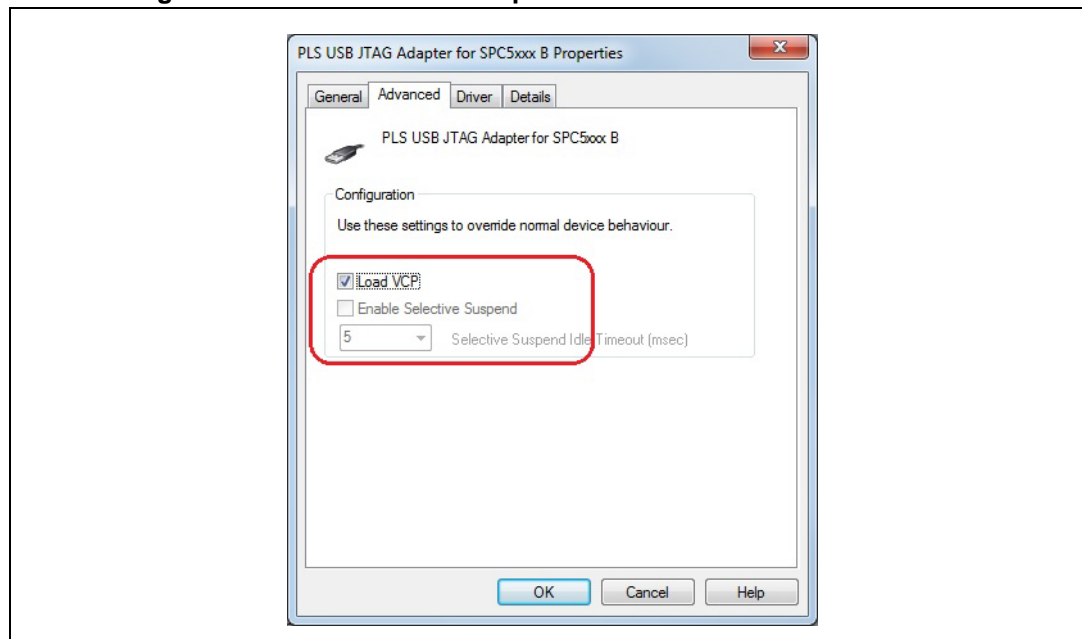 PLS USB JTAG Adapter for SPC5xxx B Properties
General Advanced Driver Details
PLS USB JTAG Adapter for SPC5xxx B
Configuration
Use these settings to override normal device behaviour.
Load VCP
Enable Selective Suspend
5 Selective Suspend Idle Timeout (msec)
OK Cancel Help